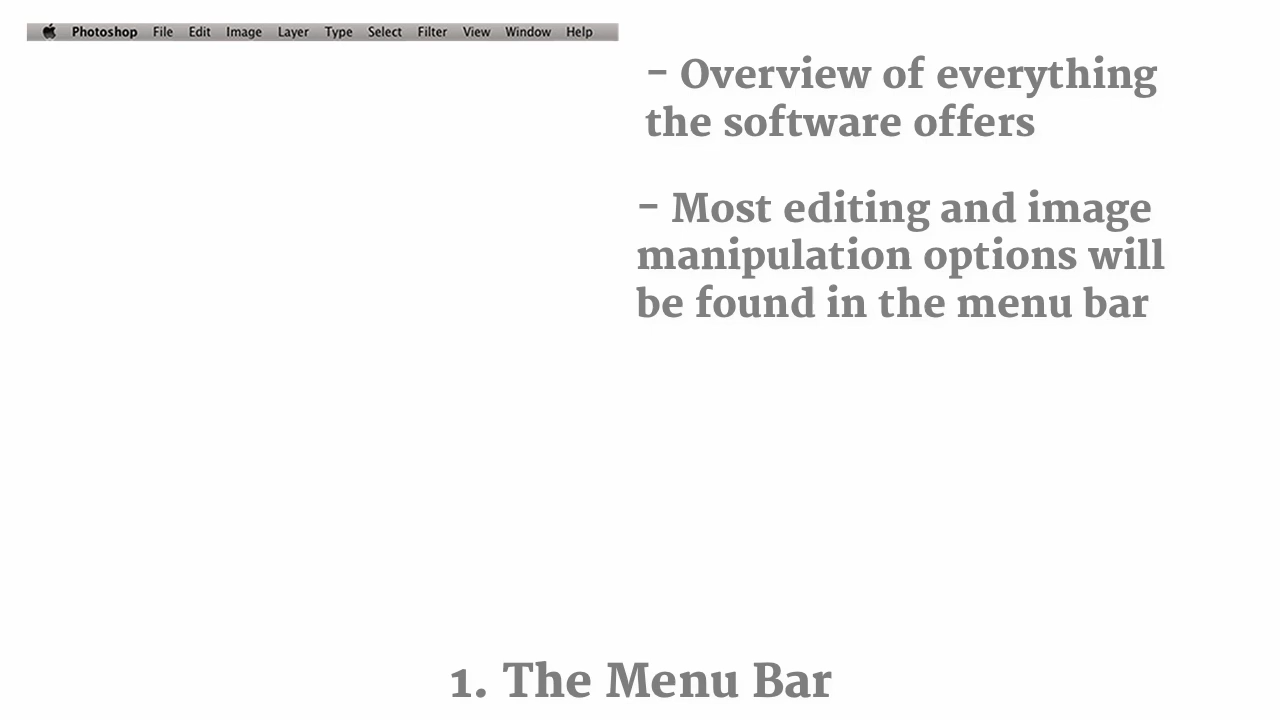 Photoshop File Edit Image Layer Type Select Filter View Window Help
- Overview of everything
the software offers
- Most editing and image
manipulation options will
be found in the menu bar
1. The Menu Bar